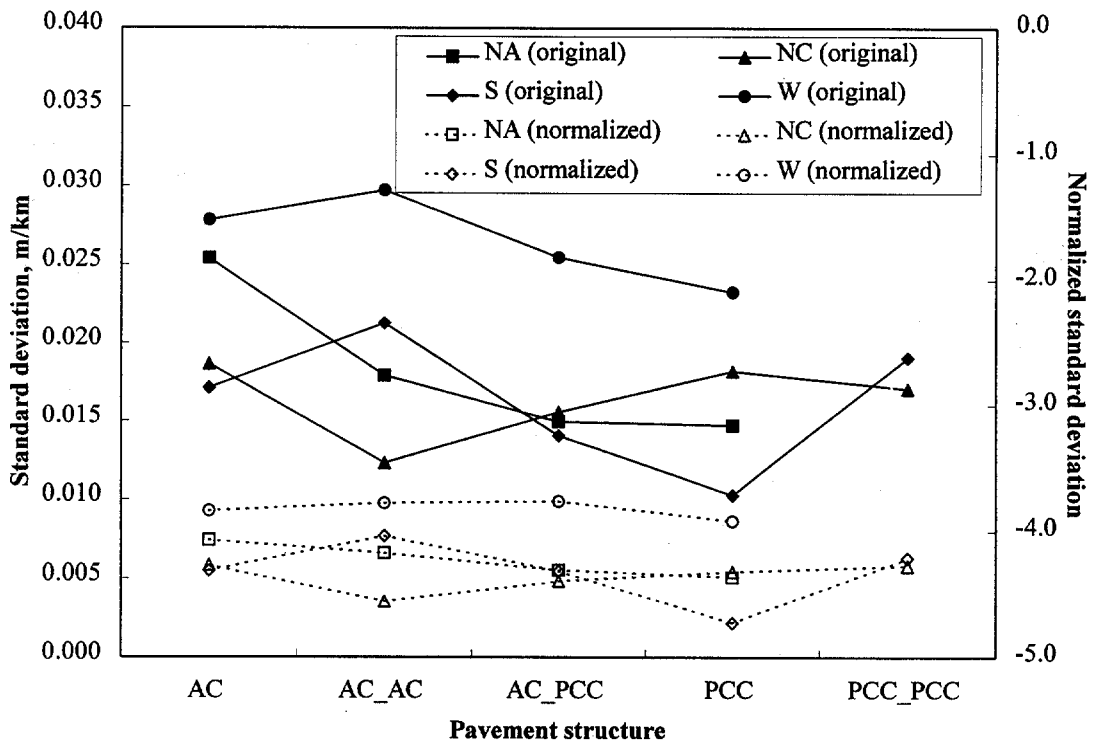 0.040
0.035
0.030
0.025
0.020
0.015
0.010
0.005
0.000
Standard deviation, m/km
NA (original)
NC (original)
S (original)
W (original)
NA (normalized)
NC (normalized)
S (normalized)
W (normalized)
0.0
-1.0
-2.0
-3.0
-4.0
-5.0
Normalized standard deviation
AC
AC_AC
AC_PCC
PCC
PCC_PCC
Pavement structure